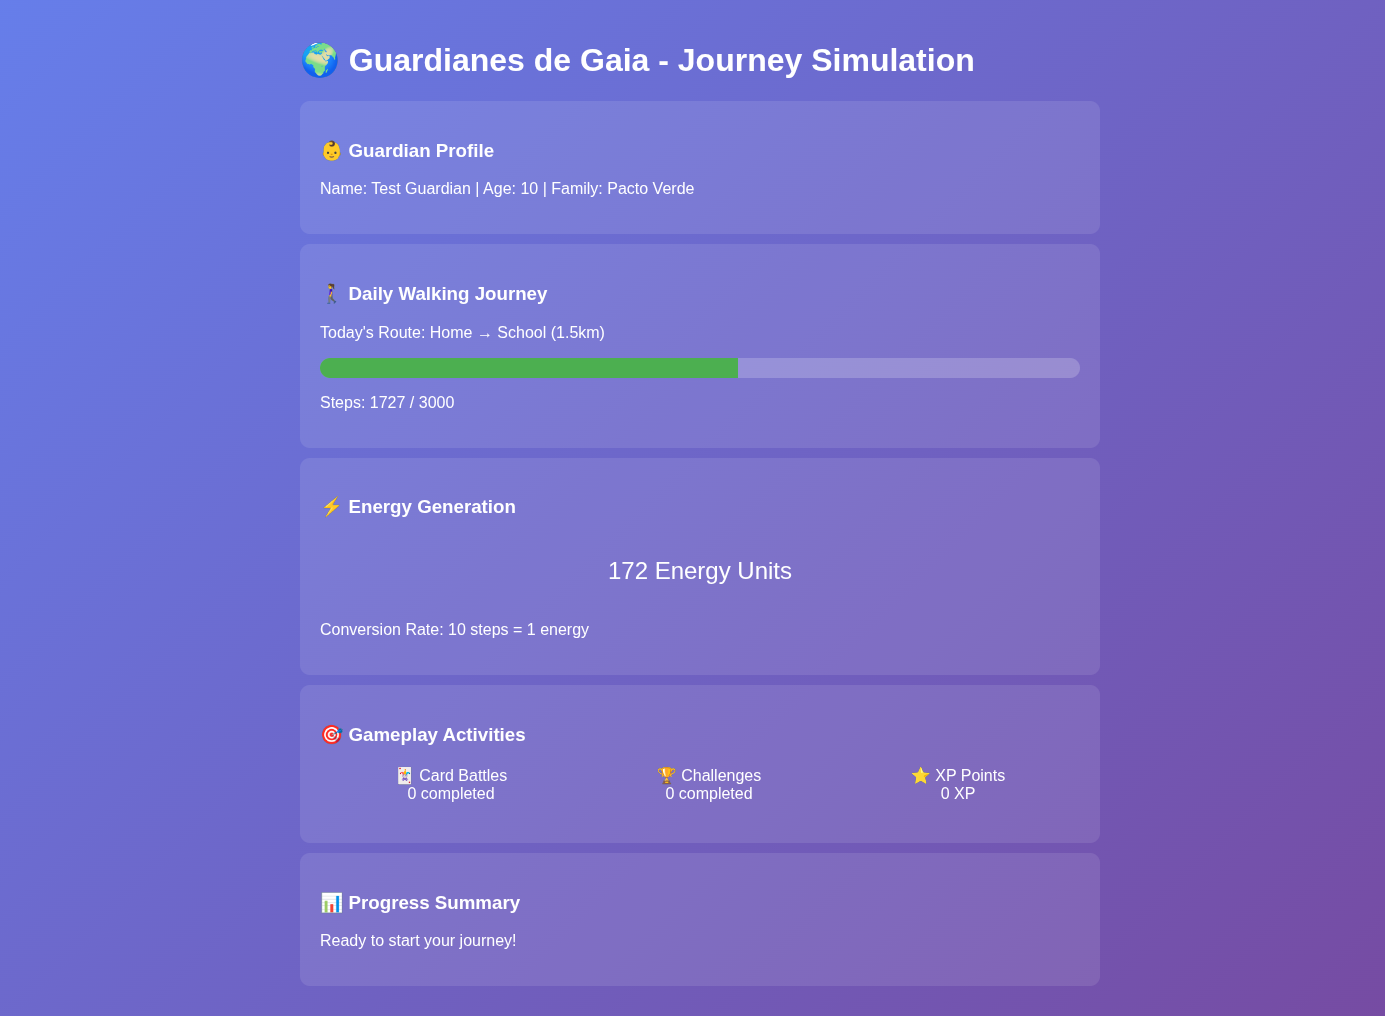 🌍 Guardianes de Gaia - Journey Simulation
👶 Guardian Profile
Name: Test Guardian | Age: 10 | Family: Pacto Verde
🚶‍♀️ Daily Walking Journey
Today's Route: Home → School (1.5km)
Steps: 1727 / 3000
⚡ Energy Generation
172 Energy Units
Conversion Rate: 10 steps = 1 energy
🎯 Gameplay Activities
🃏 Card Battles
0 completed
🏆 Challenges
0 completed
⭐ XP Points
0 XP
📊 Progress Summary
Ready to start your journey!